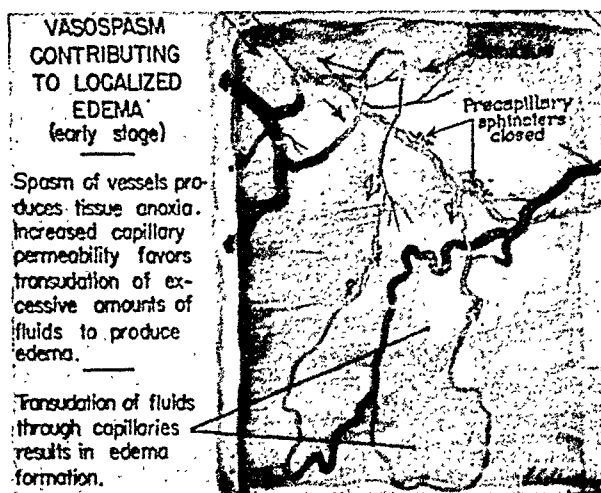 VASOSPASM
CONTRIBUTING
TO LOCALIZED
EDEMA
(early stage)
Spasm of vessels pro-
duces tissue anoxia.
Increased capillary
permeability favors
transudation of ex-
cessive amounts of
fluids to produce
edema.
Transudation of fluids
through capillaries
results in edema
formation.
Precapillary
sphincters
closed